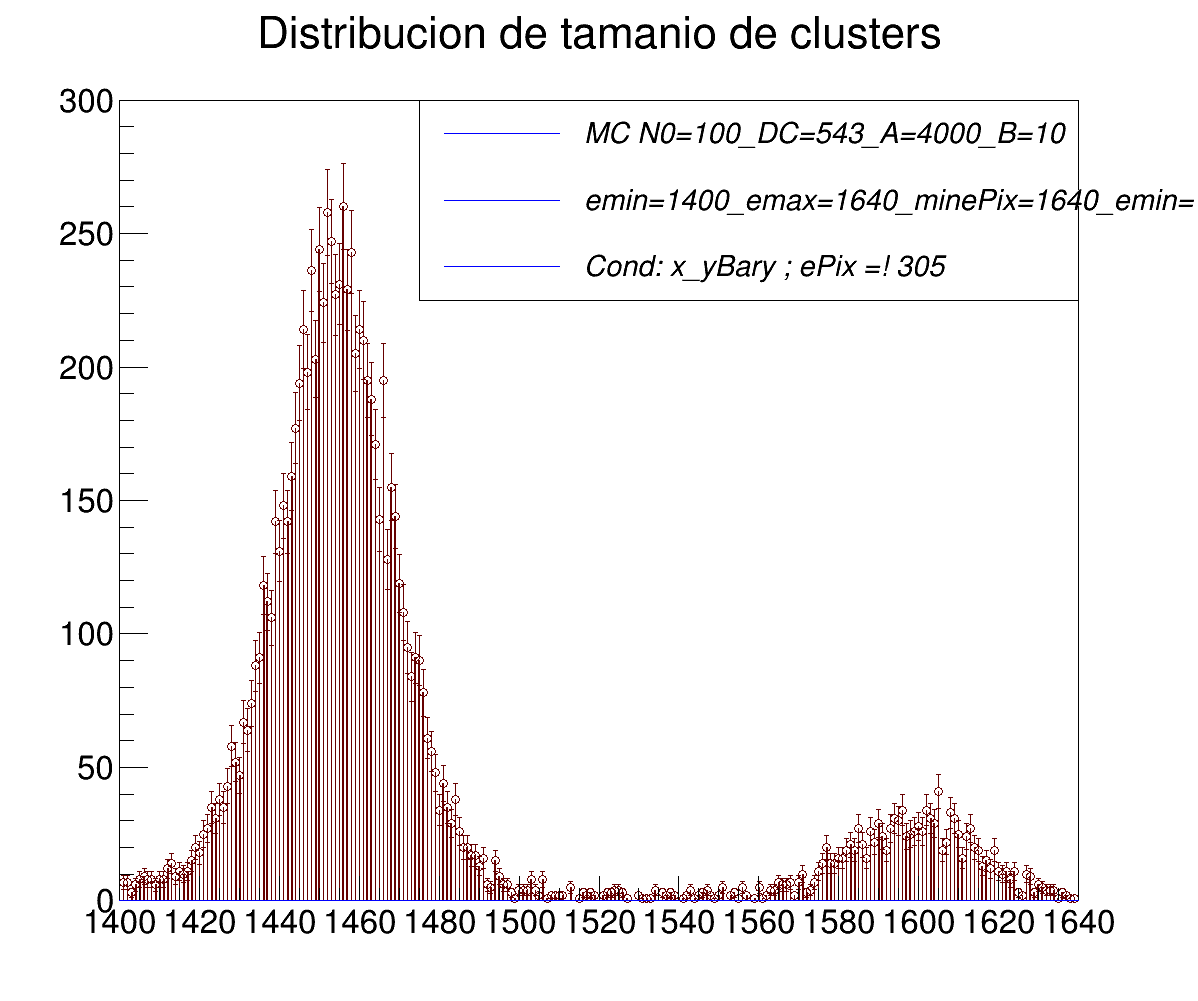 Distribucion de tamanio de clusters
300
MC N0=100_DC=543_A=4000_B=10
emin=1400_emax=1640_minePix=1640_emin=
250
Cond: x_yBary ; ePix =! 305
200
150
100
50
0
1400 1420 1440 1460 1480 1500 1520 1540 1560 1580 1600 1620 1640